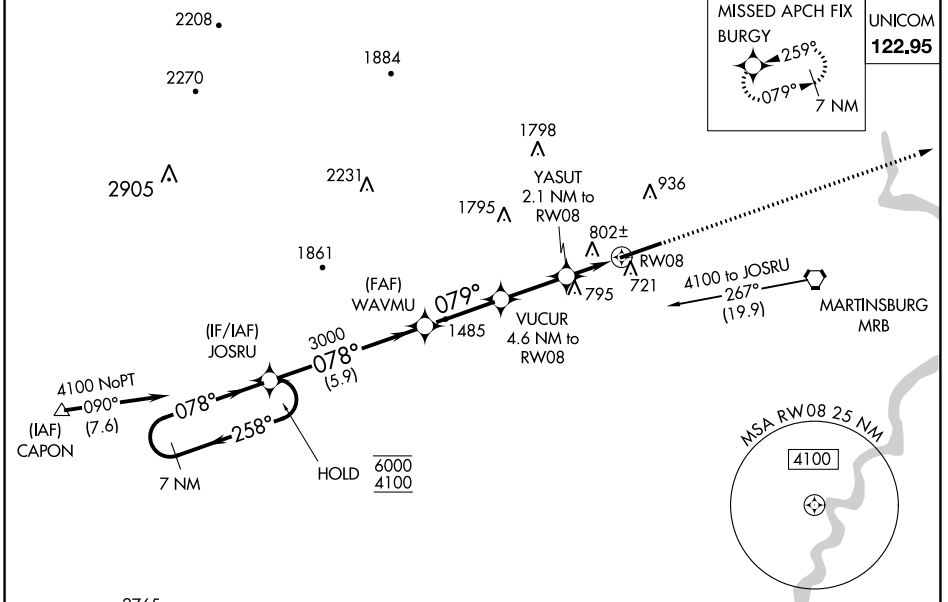 MISSED APCH FIX
BURGY
259°
079°
7 NM
UNICOM
122.95
2208
1884
2270
1798
2905
2231
YASUT
2.1 NM to
RW08
936
1795
802±
1861
RW08
(FAF)
WAVMU
079°
795
721
4100 to JOSRU
267°
(19.9)
MARTINSBURG
MRB
(IF/IAF)
JOSRU
3000
078°
(5.9)
1485
VUCUR
4.6 NM to
RW08
4100 NoPT
090°
(7.6)
(IAF)
CAPON
078°
258°
7 NM
HOLD
6000
4100
MSA RW08 25 NM
4100